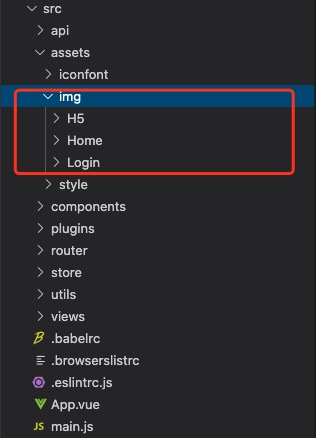 src
api
assets
iconfont
img
H5
Home
Login
style
components
plugins
router
store
utils
views
.babelrc
.browserslistrc
.eslintrc.js
App.vue
JS main.js